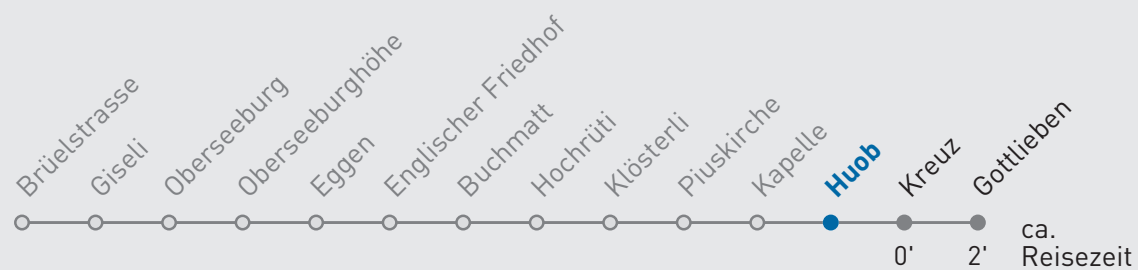 Brüelstrasse
Giseli
Oberseeburg
Oberseeburghöhe
Eggen
Englischer Friedhof
Buchmatt
Hochrüti
Klösterli
Piuskirche
Kapelle
Huob
Kreuz
Gottlieben
0' 2' ca.
Reisezeit